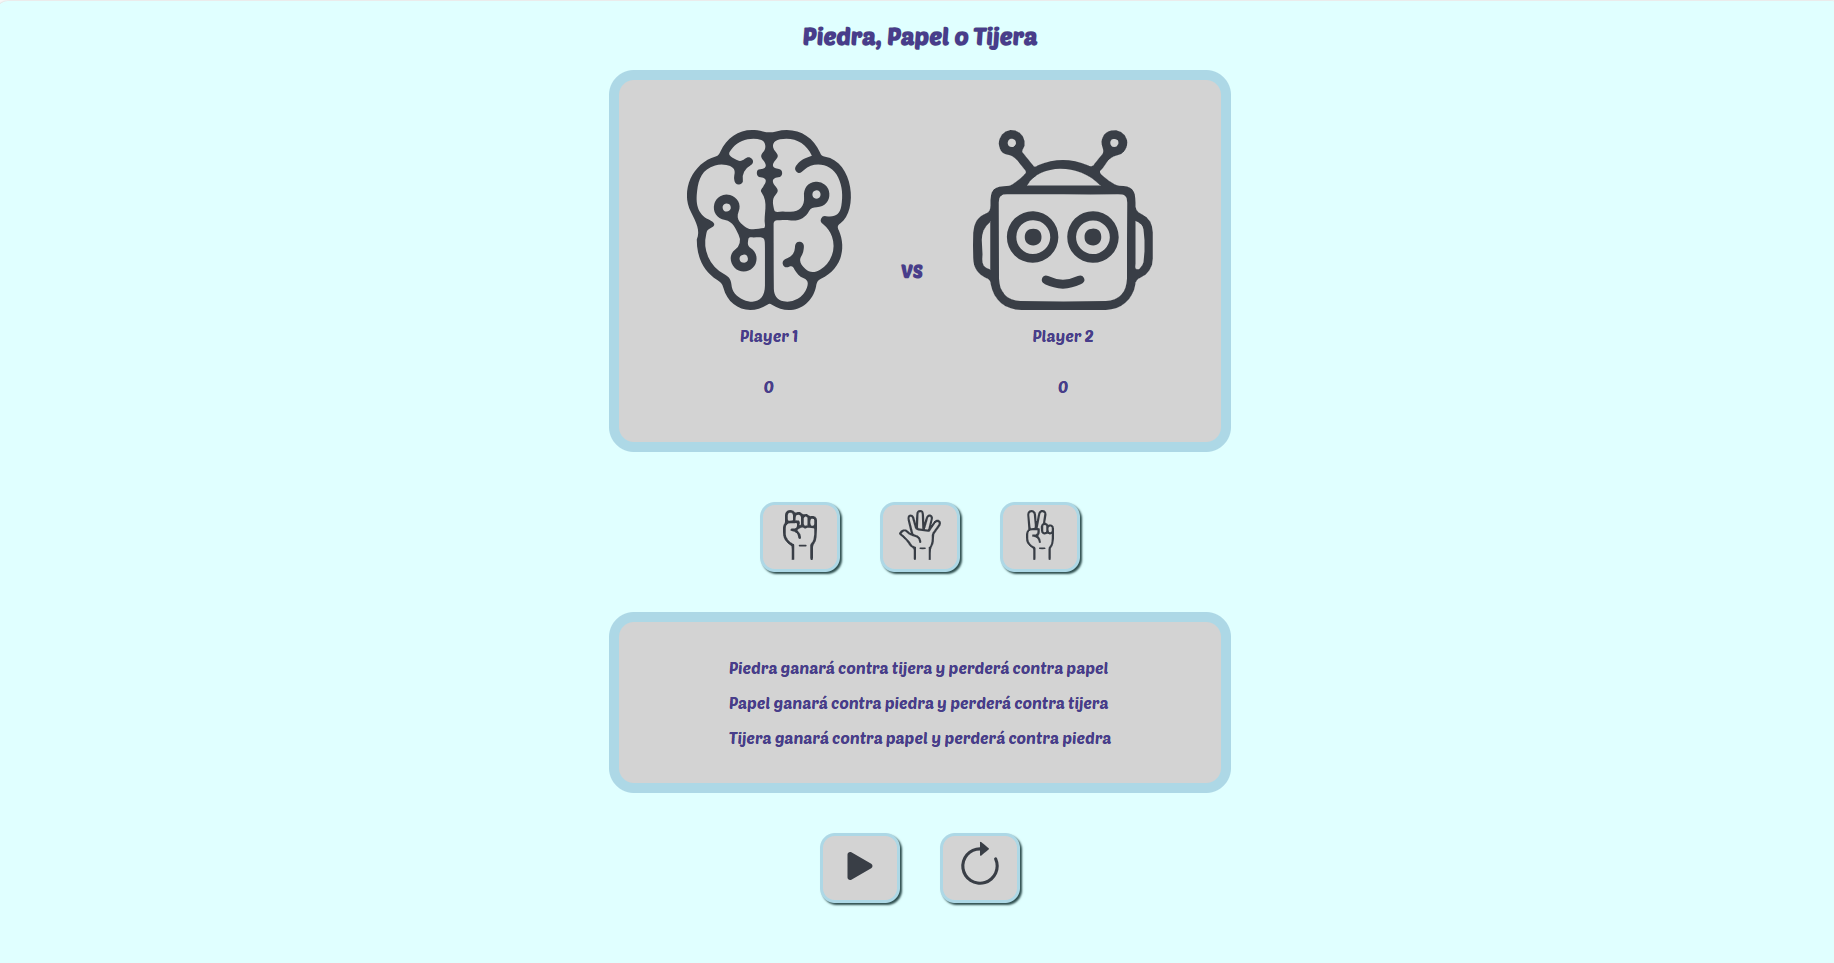 Piedra, Papel o Tijera
vs
Player 1
Player 2
0
0
Piedra ganará contra tijera y perderá contra papel
Papel ganará contra piedra y perderá contra tijera
Tijera ganará contra papel y perderá contra piedra